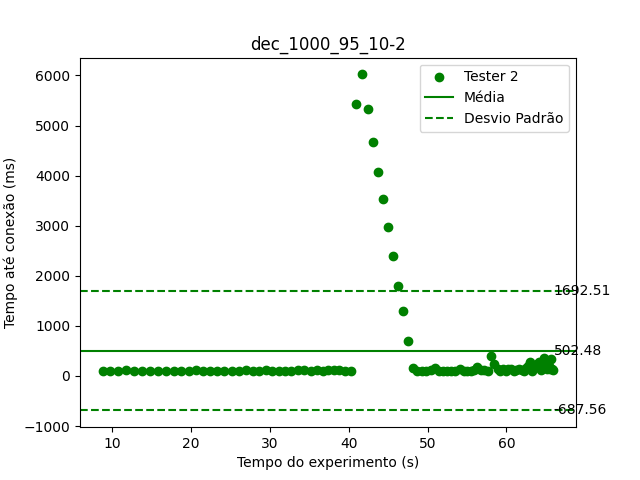 dec_1000_95_10-2
Tester 2
Média
Desvio Padrão
Tempo até conexão (ms)
6000
5000
4000
3000
2000
1000
0
−1000
1692.51
502.48
-687.56
10
20
30
40
50
60
Tempo do experimento (s)